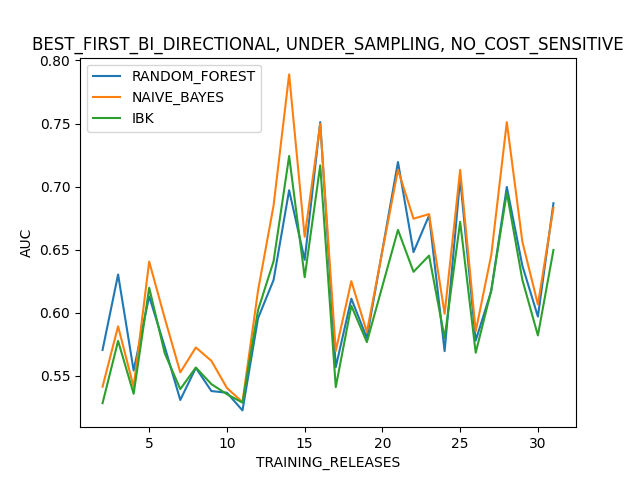 BEST_FIRST_BI_DIRECTIONAL, UNDER_SAMPLING, NO_COST_SENSITIVE
RANDOM_FOREST
NAIVE_BAYES
IBK
0.80
0.75
0.70
0.65
0.60
0.55
AUC
5 10 15 20 25 30
TRAINING_RELEASES